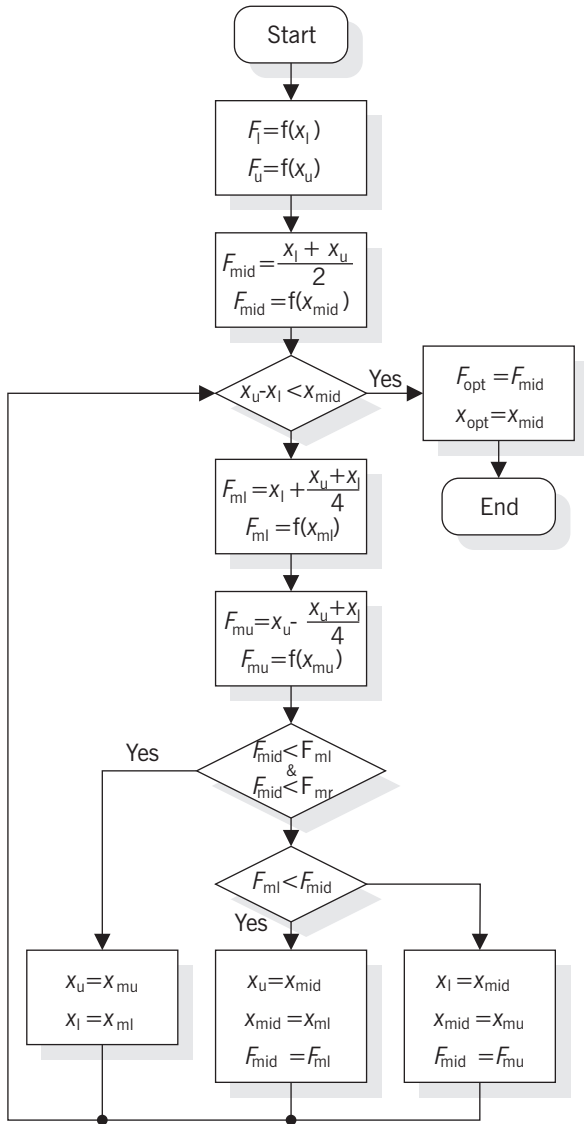 Start
F_l=f(x_l)
F_u=f(x_u)
F_mid=(x_l + x_u)/2
F_mid=f(x_mid)
x_u-x_l <x_mid
Yes
F_opt=F_mid
x_opt=x_mid
End
F_ml=x_l+(x_u+x_l)/4
F_ml=f(x_ml)
F_mu=x_u- (x_u+x_l)/4
F_mu=f(x_mu)
F_mid<F_ml
&
F_mid<F_mr
Yes
F_ml<F_mid
Yes
x_u=x_mu
x_l=x_ml
x_u=x_mid
x_mid=x_ml
F_mid=F_ml
x_l=x_mid
x_mid=x_mu
F_mid=F_mu